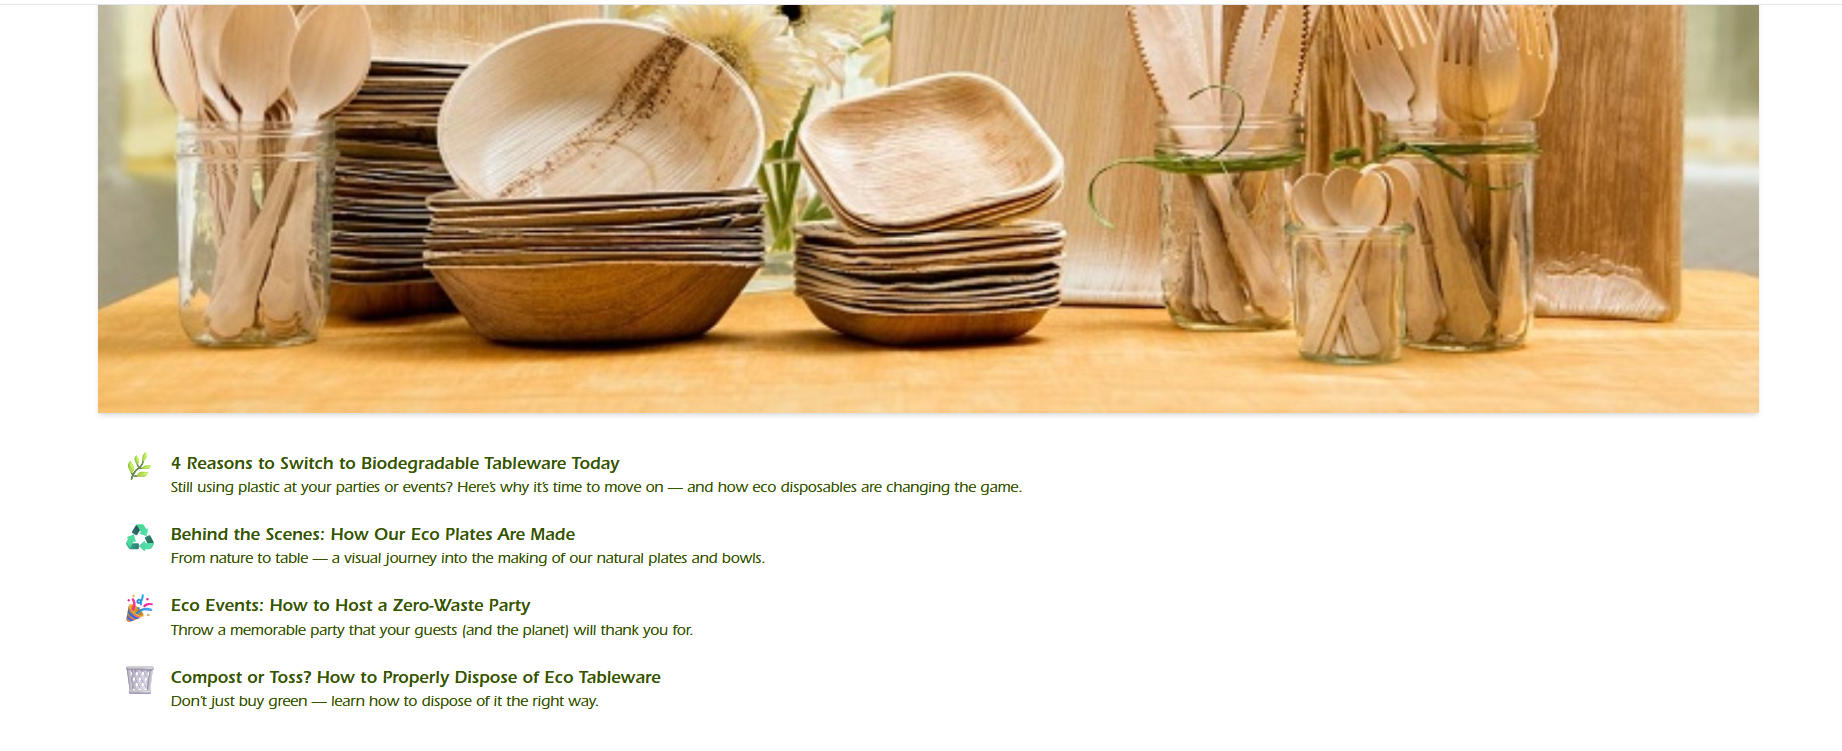 4 Reasons to Switch to Biodegradable Tableware Today
Still using plastic at your parties or events? Here's why it's time to move on — and how eco disposables are changing the game.
Behind the Scenes: How Our Eco Plates Are Made
From nature to table — a visual journey into the making of our natural plates and bowls.
Eco Events: How to Host a Zero-Waste Party
Throw a memorable party that your guests (and the planet) will thank you for.
Compost or Toss? How to Properly Dispose of Eco Tableware
Don't just buy green — learn how to dispose of it the right way.